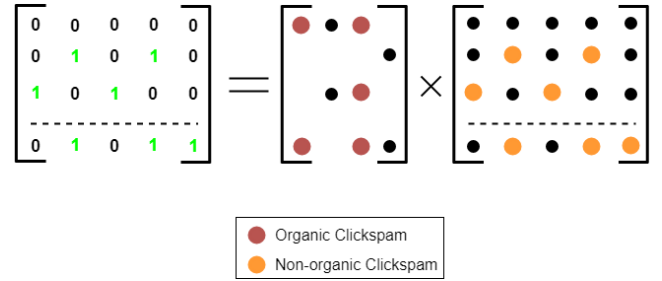 0 0 0 0 0
0 1 0 1 0
1 0 1 0 0
0 1 0 1 1
= ×
Organic Clickspam
Non-organic Clickspam